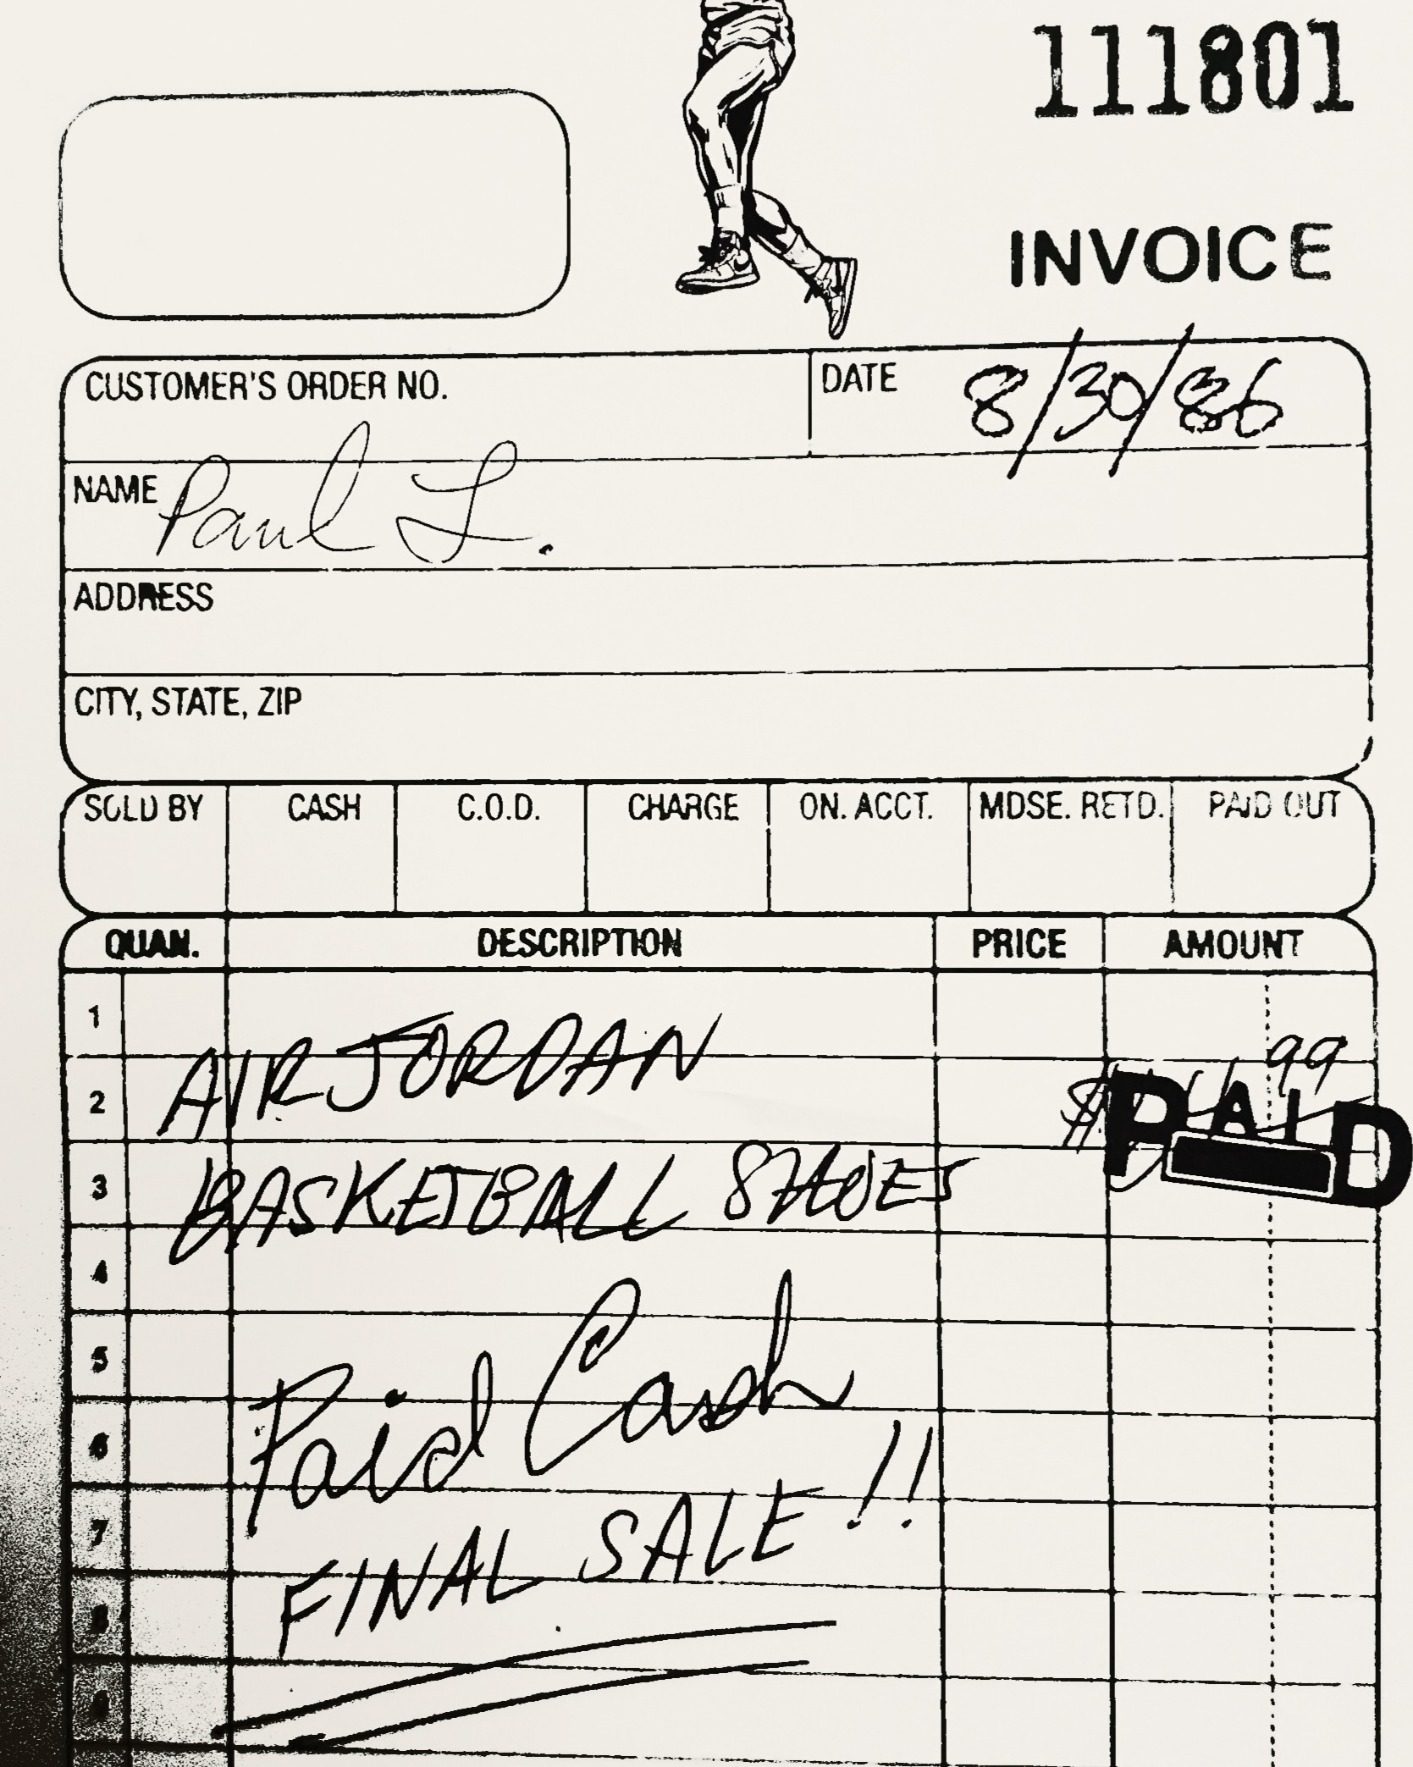 111801
INVOICE
CUSTOMER'S ORDER NO.
DATE 8/30/86
NAME Paul L.
ADDRESS
CITY, STATE, ZIP
SOLD BY CASH C.O.D. CHARGE ON. ACCT. MDSE. RETD. PAID OUT
QUAN. DESCRIPTION PRICE AMOUNT
1
AIR JORDAN 99
2 PAID
3 BASKETBALL SHOES
4
5
Paid Cash
6
7
FINAL SALE!!
8